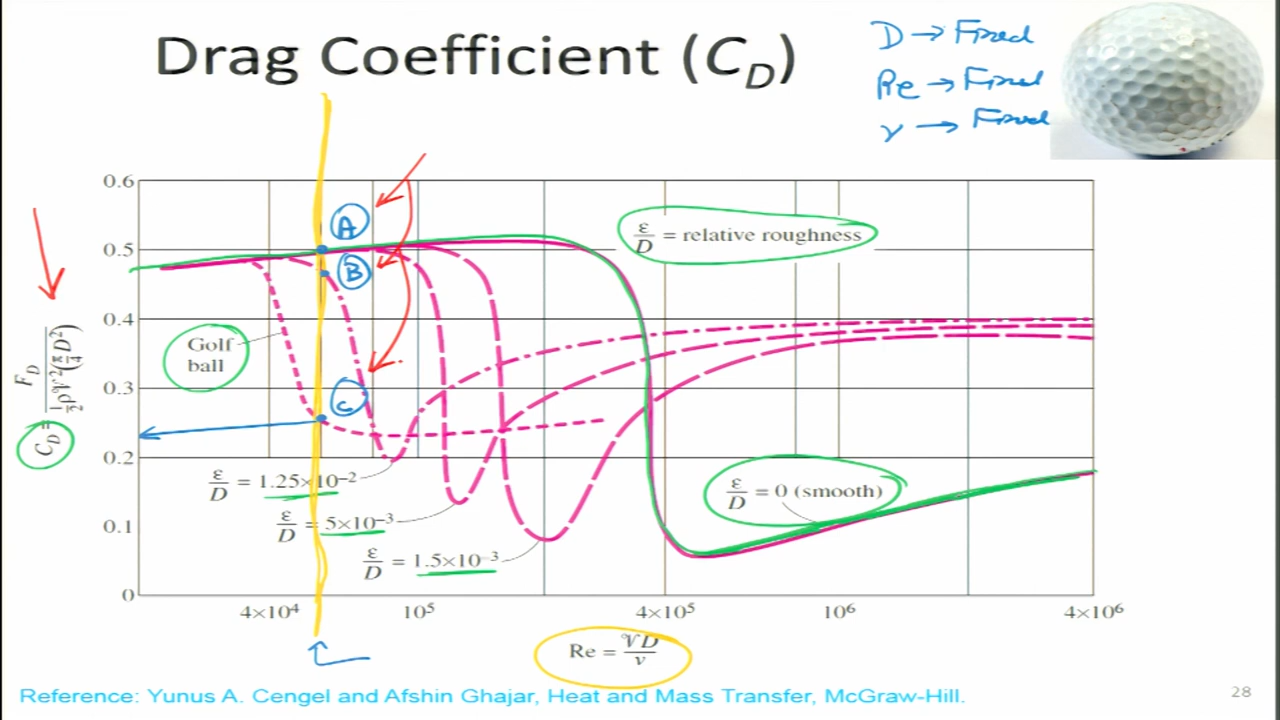 Drag Coefficient (C_D)
D → Fixed
Re → Fixed
ν → Fixed
0.6
0.5
0.4
0.3
0.2
0.1
0
A
B
C
ε/D = relative roughness
Golf
ball
C_D = F_D / ½ρ𝒱²(π/4 D²)
ε/D = 1.25×10⁻²
ε/D = 5×10⁻³
ε/D = 1.5×10⁻³
ε/D = 0 (smooth)
4×10⁴ 10⁵ 4×10⁵ 10⁶ 4×10⁶
Re = 𝒱D/ν
Reference: Yunus A. Cengel and Afshin Ghajar, Heat and Mass Transfer, McGraw-Hill.
28